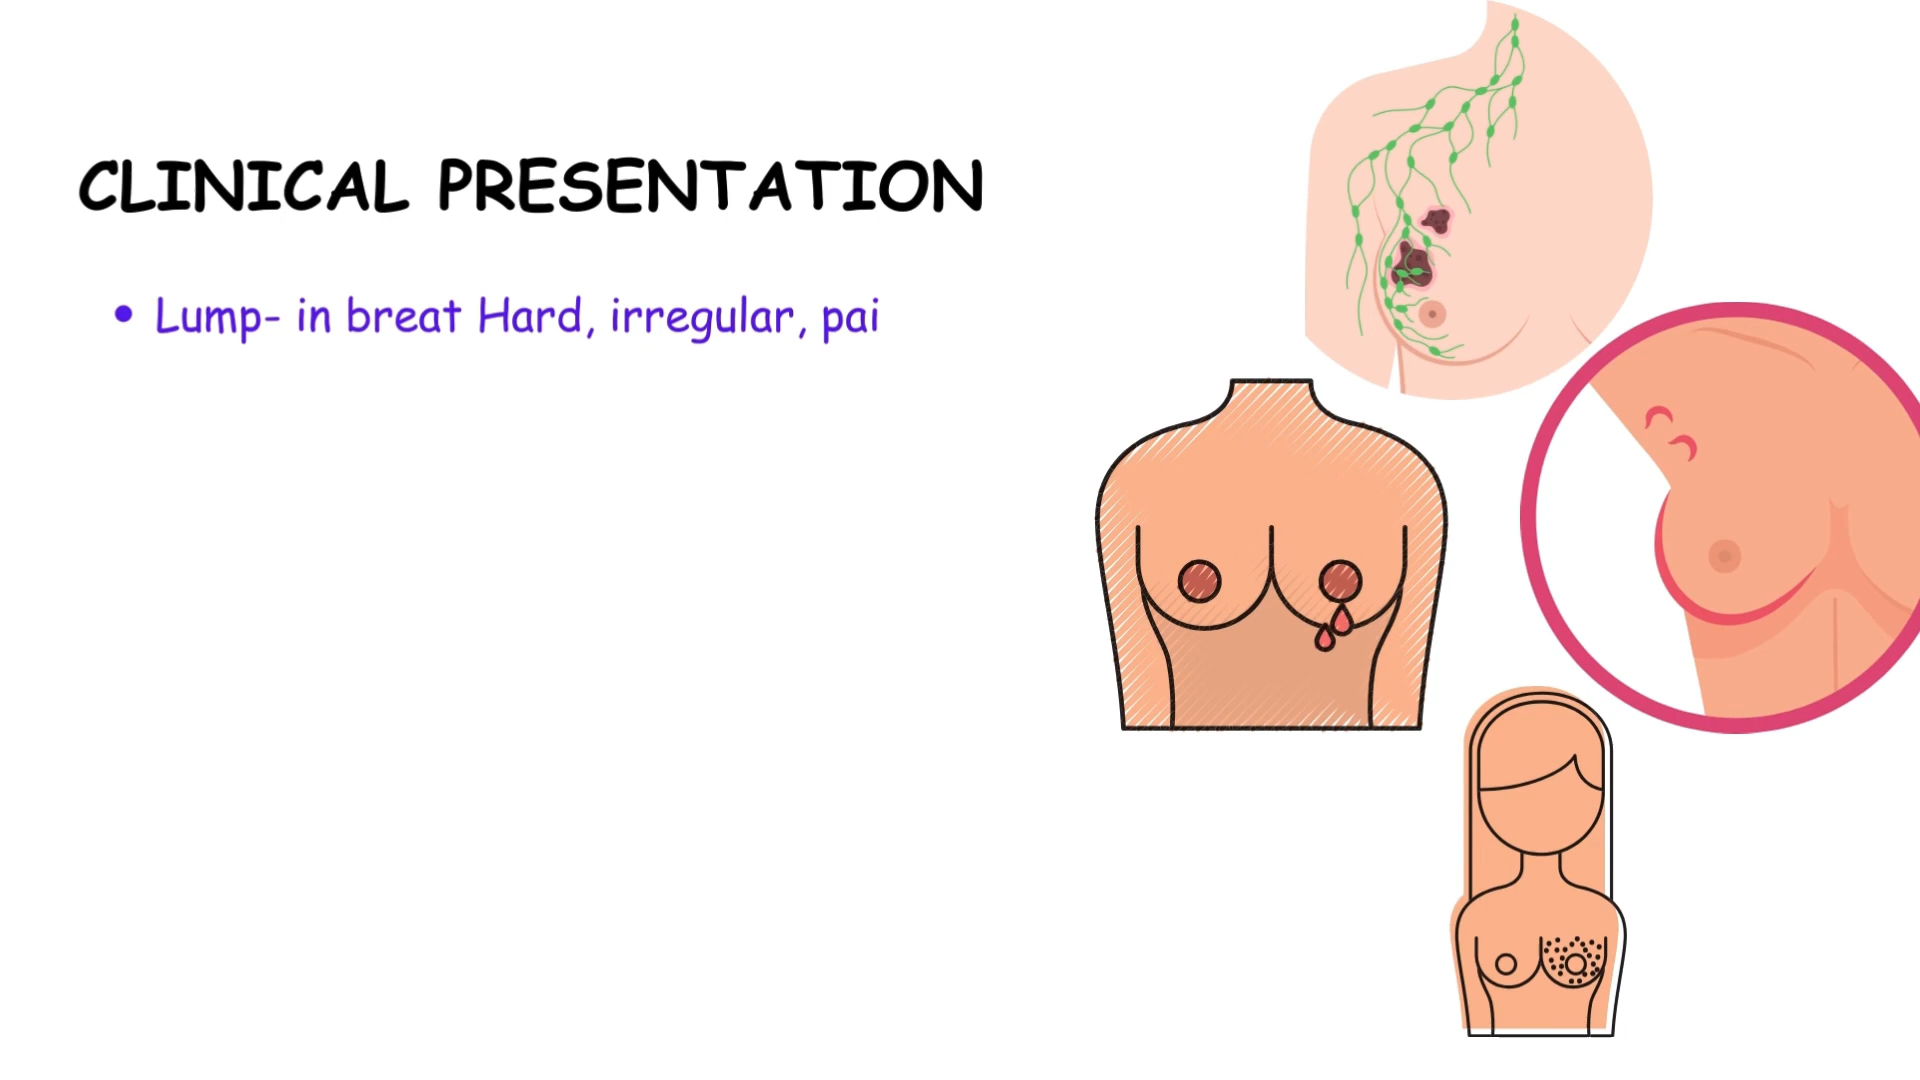 CLINICAL PRESENTATION
• Lump- in breat Hard, irregular, pai